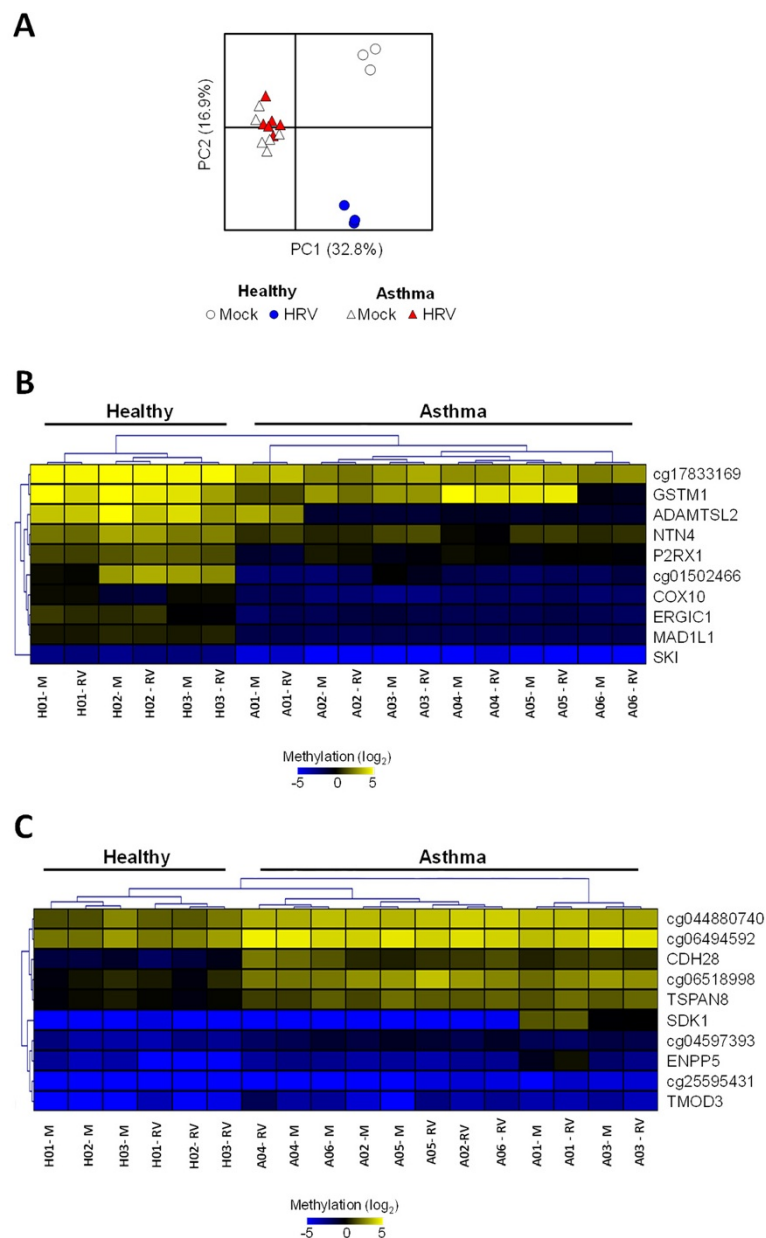 A
PC2 (16.9%)
PC1 (32.8%)
Healthy Asthma
Mock HRV Mock HRV
B
Healthy Asthma
cg17833169
GSTM1
ADAMTSL2
NTN4
P2RX1
cg01502466
COX10
ERGIC1
MAD1L1
SKI
H01- M H01 - RV H02 - M H02 - RV H03 - M H03 - RV A01- M A01- RV A02 - M A02 - RV A03 - M A03 - RV A04- M A04 - RV A05 - M A05 - RV A06- M A06 - RV
Methylation (log2)
-5 0 5
C
Healthy Asthma
cg044880740
cg06494592
CDH28
cg06518998
TSPAN8
SDK1
cg04597393
ENPP5
cg25595431
TMOD3
H01- M H02- M H03- M H01- RV H02- RV H03- RV A04- RV A04- M A06- M A02 -M A05- M A05- RV A02-RV A06 - RV A01- M A01 - RV A03- M A03 - RV
Methylation (log2)
-5 0 5